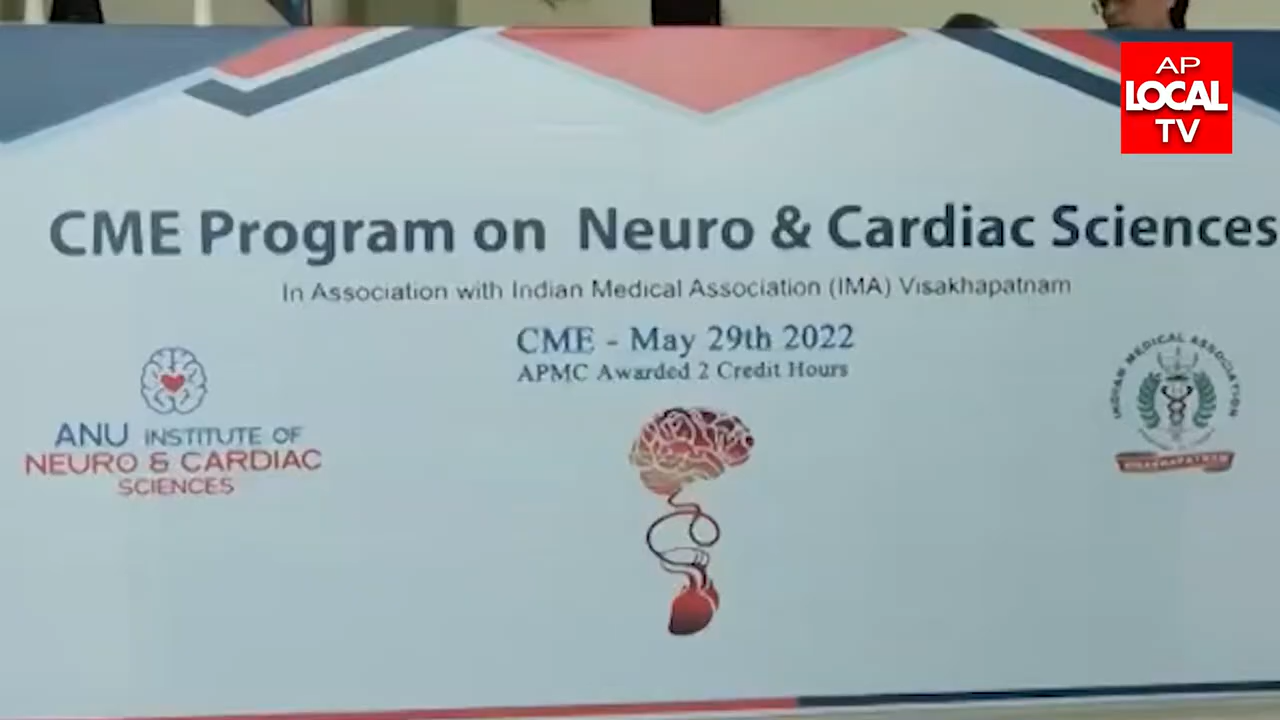 AP
LOCAL
TV
CME Program on Neuro & Cardiac Sciences
In Association with Indian Medical Association (IMA) Visakhapatnam
CME - May 29th 2022
APMC Awarded 2 Credit Hours
ANU INSTITUTE OF
NEURO & CARDIAC
SCIENCES
INDIAN MEDICAL ASSOCIATION
VISAKHAPATNAM